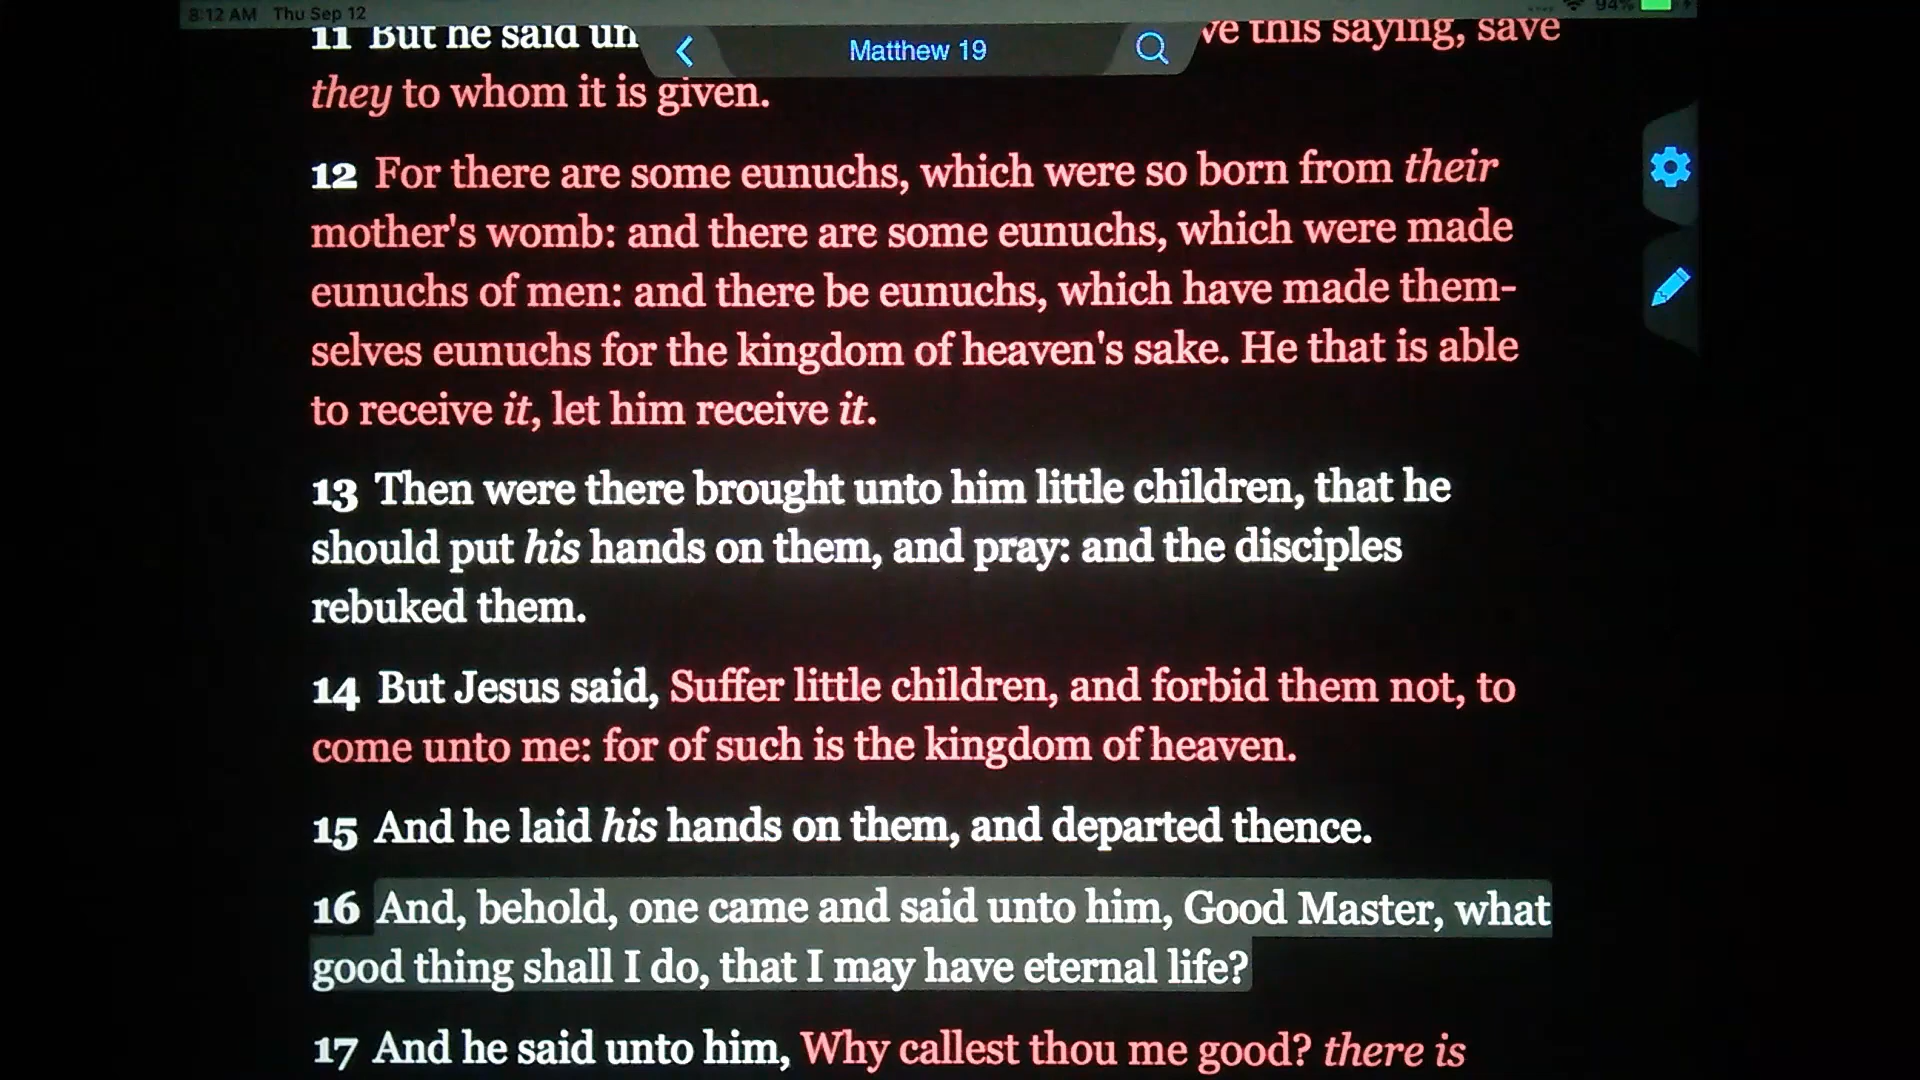 8:12 AM Thu Sep 12
94%
Matthew 19
11 But he said un ve this saying, save
they to whom it is given.
12 For there are some eunuchs, which were so born from their
mother's womb: and there are some eunuchs, which were made
eunuchs of men: and there be eunuchs, which have made them-
selves eunuchs for the kingdom of heaven's sake. He that is able
to receive it, let him receive it.
13 Then were there brought unto him little children, that he
should put his hands on them, and pray: and the disciples
rebuked them.
14 But Jesus said, Suffer little children, and forbid them not, to
come unto me: for of such is the kingdom of heaven.
15 And he laid his hands on them, and departed thence.
16 And, behold, one came and said unto him, Good Master, what
good thing shall I do, that I may have eternal life?
17 And he said unto him, Why callest thou me good? there is